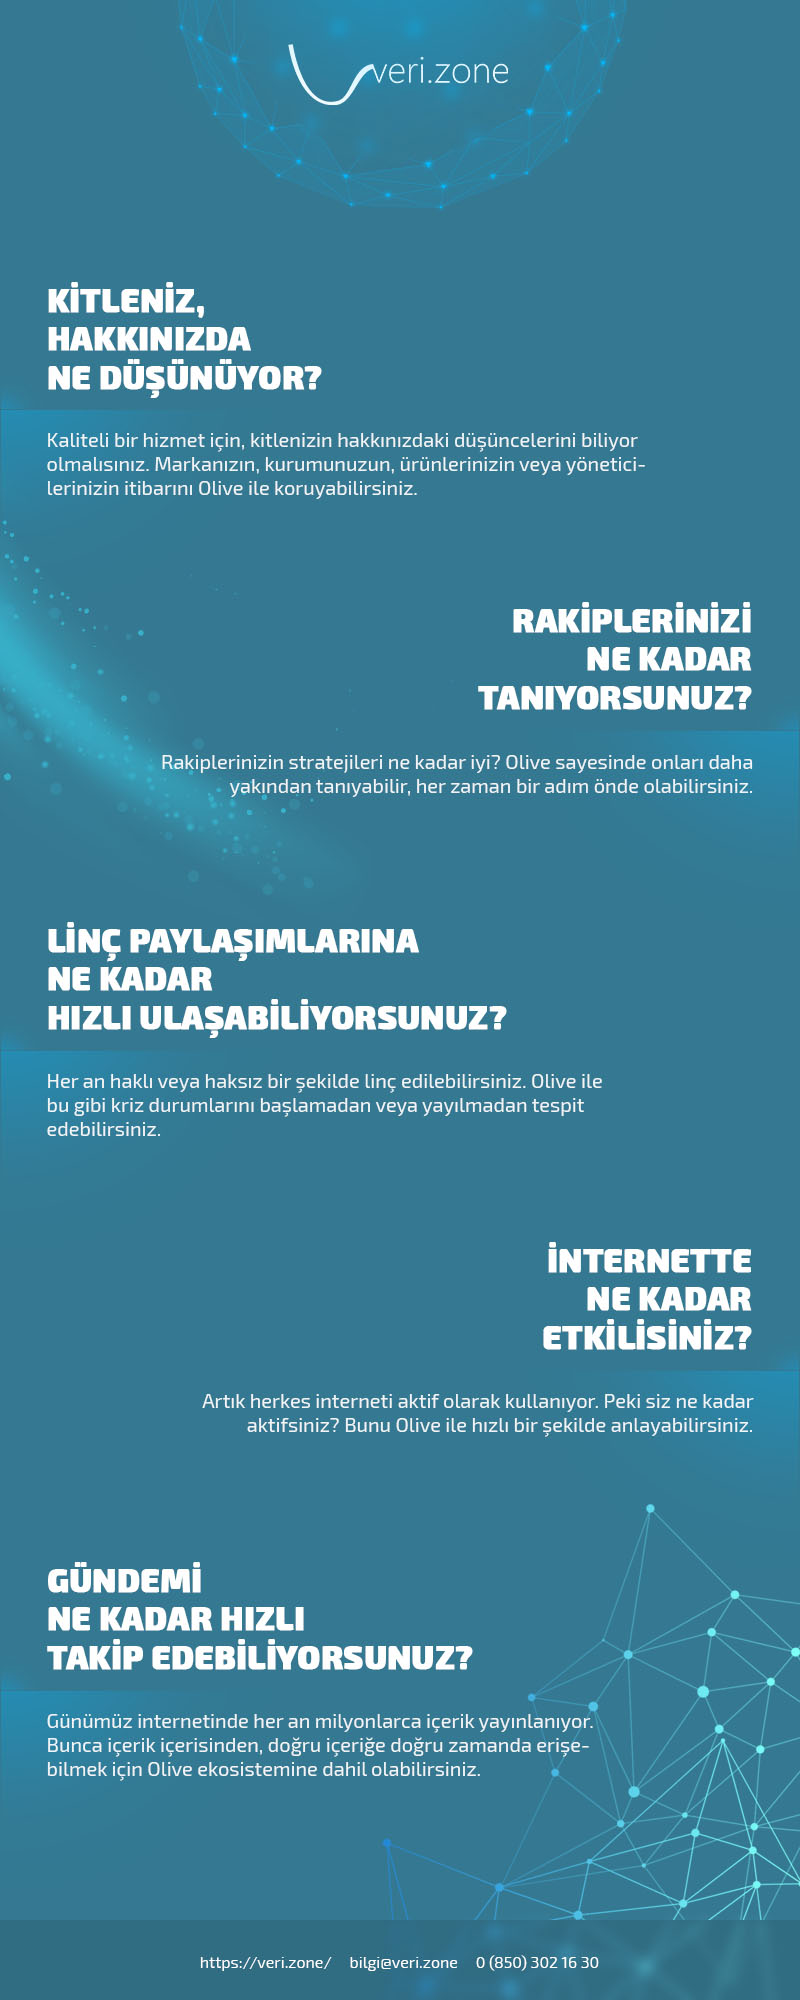 veri.zone
KİTLENİZ,
HAKKINIZDA
NE DÜŞÜNÜYOR?
Kaliteli bir hizmet için, kitlenizin hakkınızdaki düşüncelerini biliyor
olmalısınız. Markanızın, kurumunuzun, ürünlerinizin veya yönetici-
lerinizin itibarını Olive ile koruyabilirsiniz.
RAKİPLERİNİZİ
NE KADAR
TANIYORSUNUZ?
Rakiplerinizin stratejileri ne kadar iyi? Olive sayesinde onları daha
yakından tanıyabilir, her zaman bir adım önde olabilirsiniz.
LİNÇ PAYLAŞIMLARINA
NE KADAR
HIZLI ULAŞABİLİYORSUNUZ?
Her an haklı veya haksız bir şekilde linç edilebilirsiniz. Olive ile
bu gibi kriz durumlarını başlamadan veya yayılmadan tespit
edebilirsiniz.
İNTERNETTE
NE KADAR
ETKİLİSİNİZ?
Artık herkes interneti aktif olarak kullanıyor. Peki siz ne kadar
aktifsiniz? Bunu Olive ile hızlı bir şekilde anlayabilirsiniz.
GÜNDEMİ
NE KADAR HIZLI
TAKİP EDEBİLİYORSUNUZ?
Günümüz internetinde her an milyonlarca içerik yayınlanıyor.
Bunca içerik içerisinden, doğru içeriğe doğru zamanda erişe-
bilmek için Olive ekosistemine dahil olabilirsiniz.
https://veri.zone/ bilgi@veri.zone 0 (850) 302 16 30